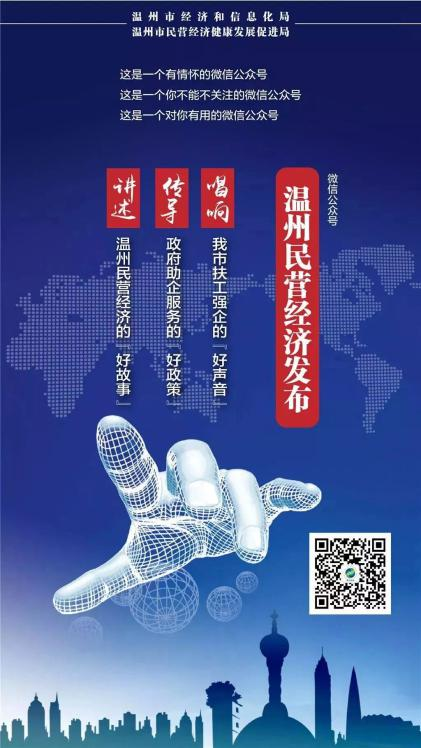 温州市经济和信息化局
温州市民营经济健康发展促进局
这是一个有情怀的微信公众号
这是一个你不能不关注的微信公众号
这是一个对你有用的微信公众号
微信公众号
温州民营经济发布
唱响
我市扶工强企的『好声音』
传导
政府助企服务的『好政策』
讲述
温州民营经济的『好故事』